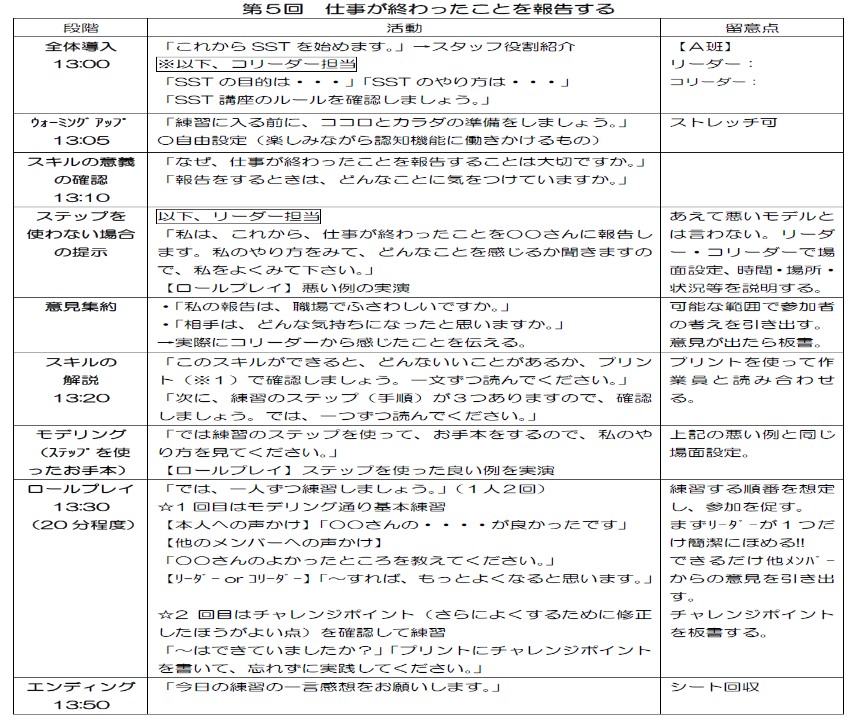 第５回　仕事が終わったことを報告する
段階　活動　留意点
全体導入
13:00
「これから SST を始めます。」→スタッフ役割紹介
※以下、コリーダー担当
「SST の目的は・・・」「SST のやり方は・・・」
「SST 講座のルールを確認しましょう。」
【Ａ班】
リーダー：
コリーダー：
ｳｫｰﾐﾝｸﾞｱｯﾌﾟ
13:05
「練習に入る前に、ココロとカラダの準備をしましょう。」
〇自由設定（楽しみながら認知機能に働きかけるもの）
ストレッチ可
スキルの意義
の確認
13:10
「なぜ、仕事が終わったことを報告することは大切ですか。」
「報告をするときは、どんなことに気をつけていますか。」
ステップを
使わない場合
の提示
以下、リーダー担当
「私は、これから、仕事が終わったことを〇〇さんに報告し
ます。私のやり方をみて、どんなことを感じるか聞きますの
で、私をよくみて下さい。」
【ロールプレイ】悪い例の実演
あえて悪いモデルと
は言わない。リーダ
ー・コリーダーで場
面設定、時間・場所・
状況等を説明する。
意見集約
・「私の報告は、職場でふさわしいですか。」
・「相手は、どんな気持ちになったと思いますか。」
→実際にコリーダーから感じたことを伝える。
可能な範囲で参加者
の考えを引き出す。
意見が出たら板書。
スキルの
解説
13:20
「このスキルができると、どんないいことがあるか、プリン
ト（※１）で確認しましょう。一文ずつ読んでください。」
「次に、練習のステップ（手順）が３つありますので、確認
しましょう。では、一つずつ読んでください。」
プリントを使って作
業員と読み合わせ
る。
モデリング
（ｽﾃｯﾌﾟを使
ったお手本）
「では練習のステップを使って、お手本をするので、私のや
り方を見てください。」
【ロールプレイ】ステップを使った良い例を実演
上記の悪い例と同じ
場面設定。
ロールプレイ
13:30
（20 分程度）
「では、一人ずつ練習しましょう。」（１人２回）
☆１回目はモデリング通り基本練習
【本人への声かけ】「〇〇さんの・・・・が良かったです」
【他のメンバーへの声かけ】
「〇〇さんのよかったところを教えてください。」
【ﾘｰﾀﾞｰ or ｺﾘｰﾀﾞｰ】「～すれば、もっとよくなると思います。」
☆２ 回目はチャレンジポイント（さらによくするために修正
したほうがよい点）を確認して練習
「～はできていましたか？」「プリントにチャレンジポイント
を書いて、忘れずに実践してください。」
練習する順番を想定
し、参加を促す。
まずﾘｰﾀﾞｰが１つだ
け簡潔にほめる!!
できるだけ他ﾒﾝﾊﾞｰ
からの意見を引き出
す。
チャレンジポイント
を板書する。
エンディング
13:50
「今日の練習の一言感想をお願いします。」
シート回収